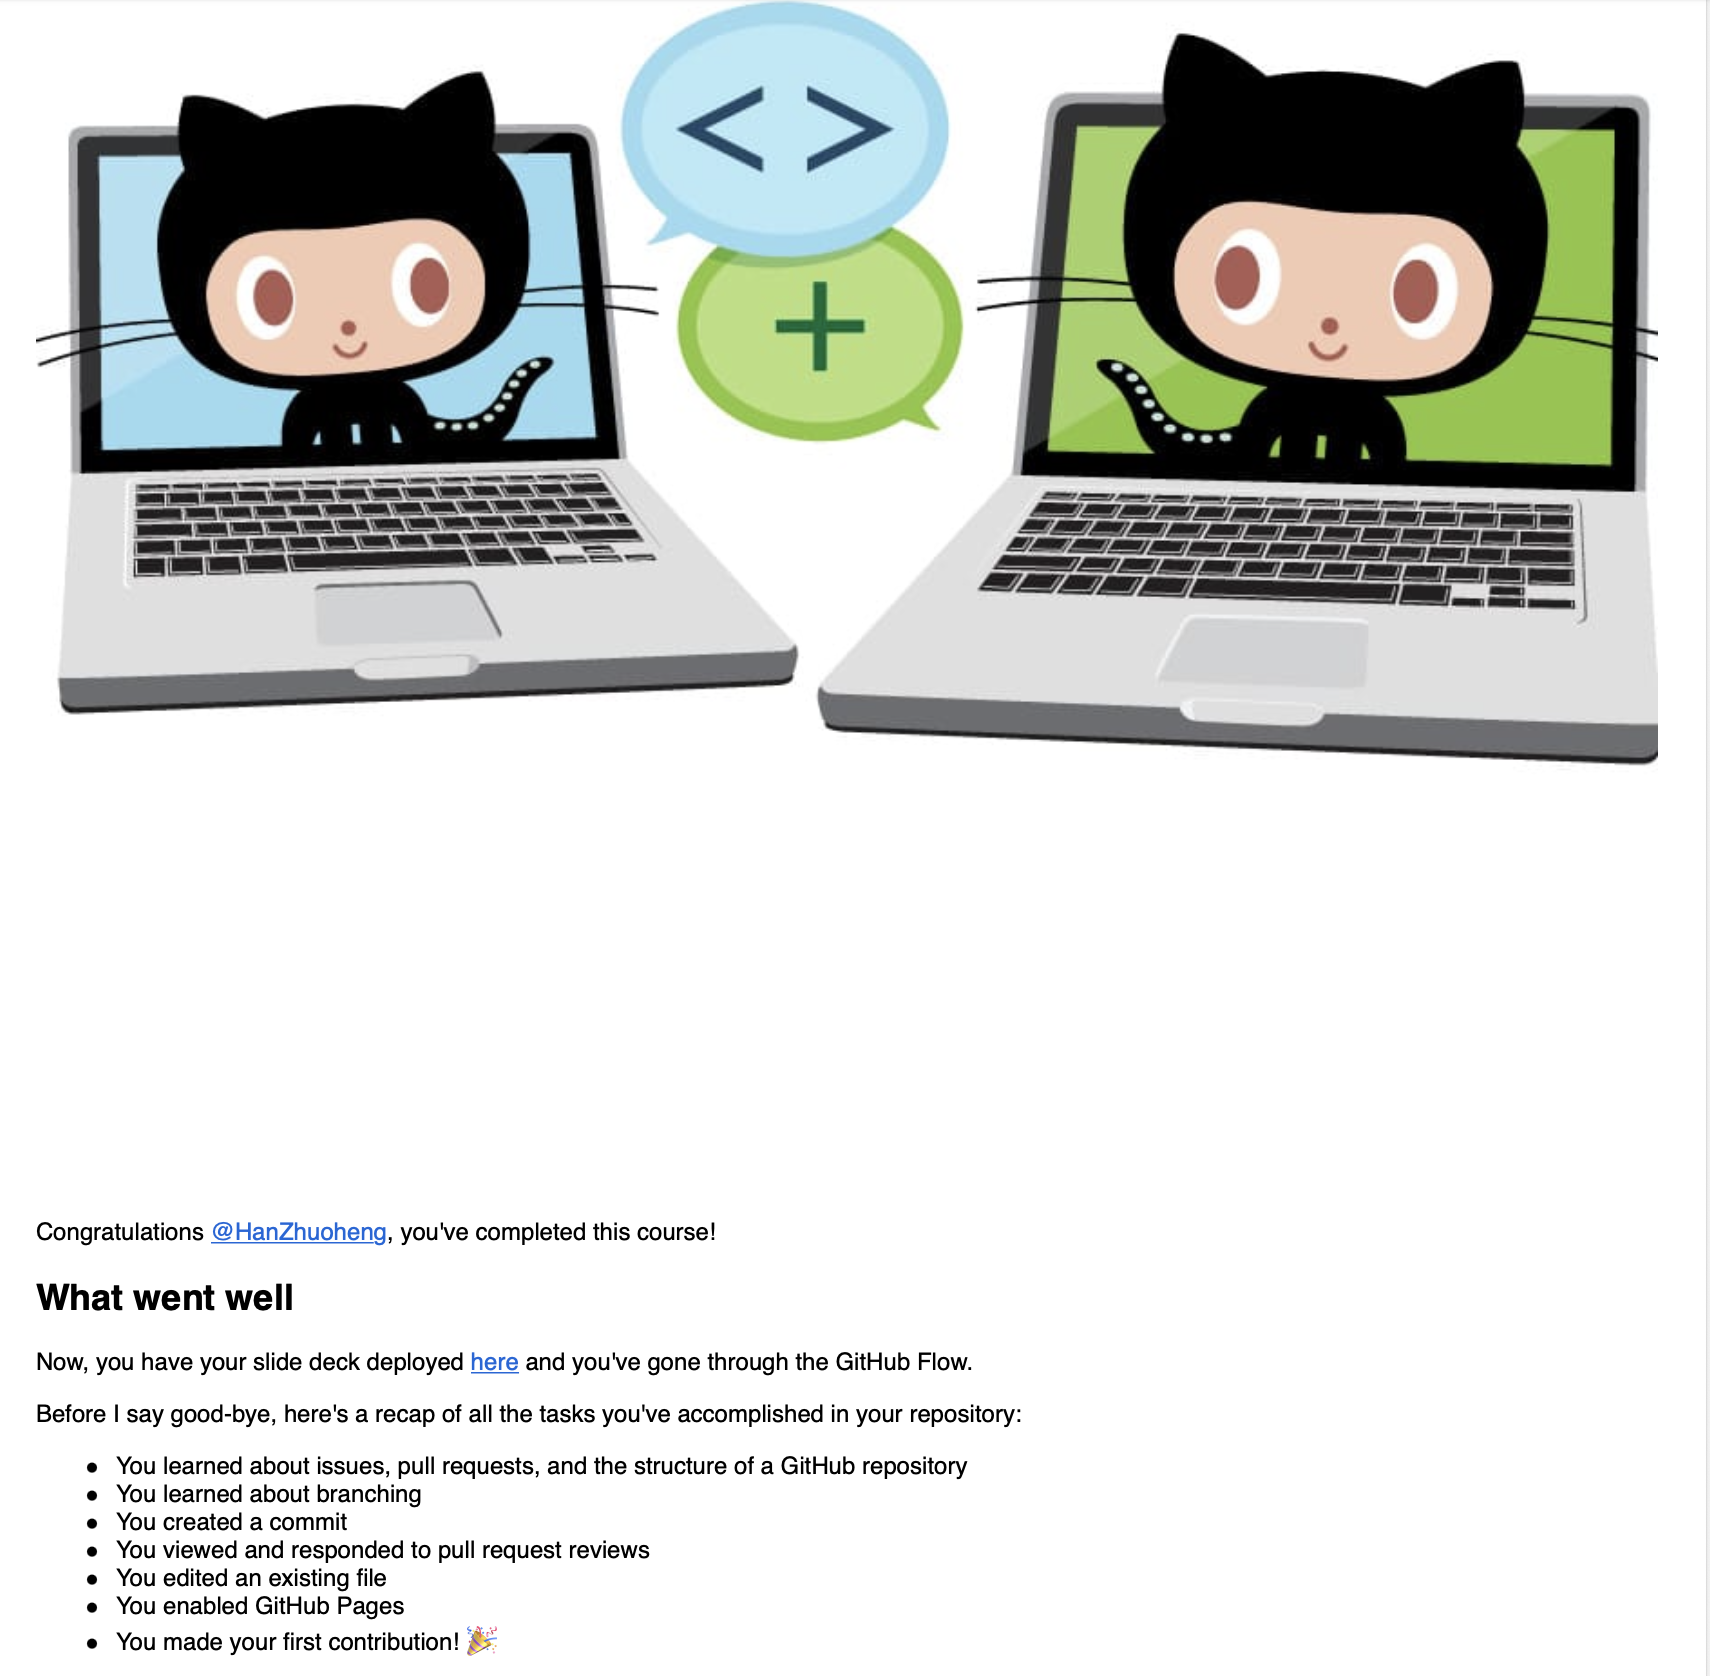 < >
+
Congratulations @HanZhuoheng, you've completed this course!
What went well
Now, you have your slide deck deployed here and you've gone through the GitHub Flow.
Before I say good-bye, here's a recap of all the tasks you've accomplished in your repository:
● You learned about issues, pull requests, and the structure of a GitHub repository
● You learned about branching
● You created a commit
● You viewed and responded to pull request reviews
● You edited an existing file
● You enabled GitHub Pages
● You made your first contribution! 🎉